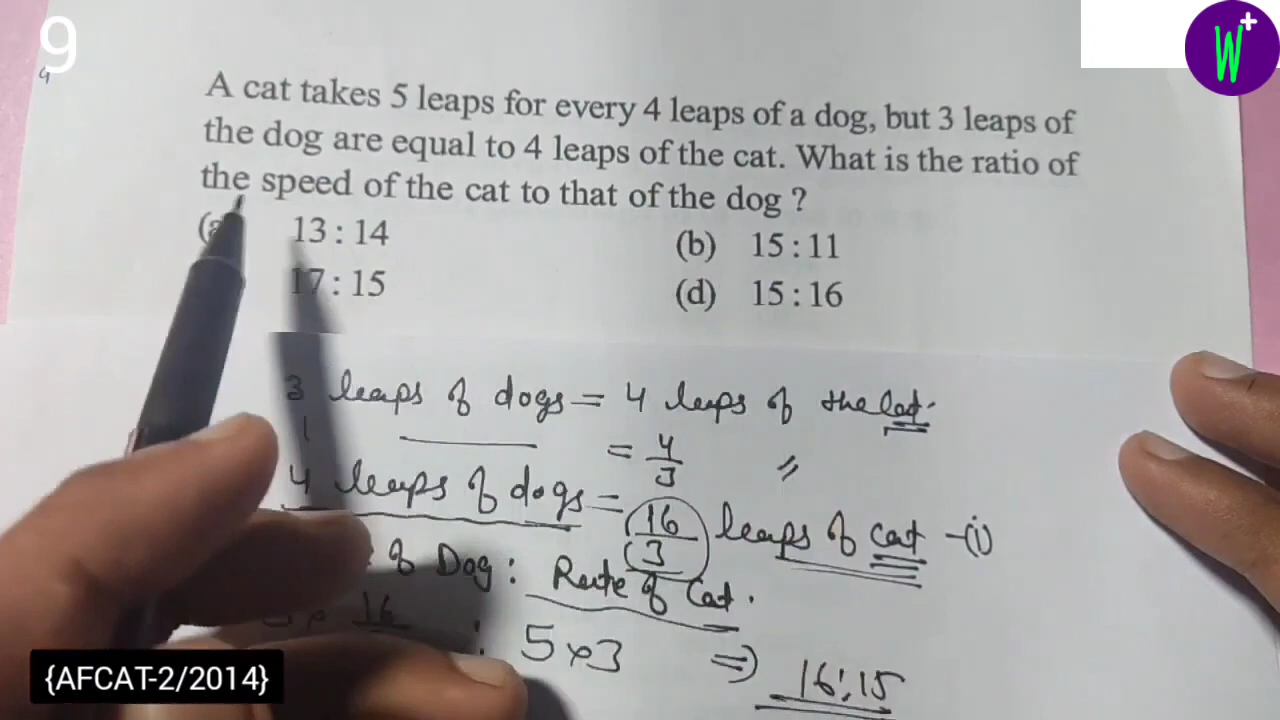 9
W+
4
A cat takes 5 leaps for every 4 leaps of a dog, but 3 leaps of
the dog are equal to 4 leaps of the cat. What is the ratio of
the speed of the cat to that of the dog ?
(a) 13 : 14
(b) 15 : 11
17 : 15
(d) 15 : 16
3 leaps of dogs = 4 leaps of the cat.
1 = 4/3 "
4 leaps of dogs = 16/3 leaps of cat -(i)
of Dog : Rate of Cat.
16 : 5×3 ⇒ 16:15
{AFCAT-2/2014}